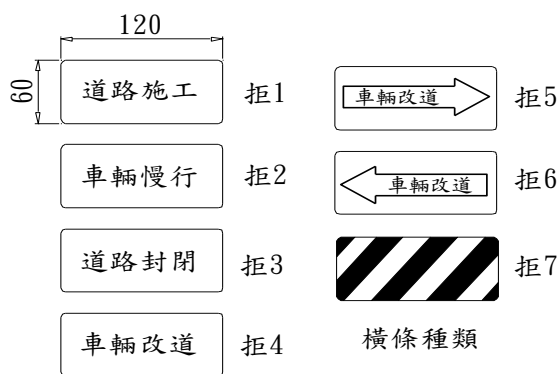 120
60
道路施工 拒1
車輛慢行 拒2
道路封閉 拒3
車輛改道 拒4
車輛改道 拒5
車輛改道 拒6
拒7
橫條種類